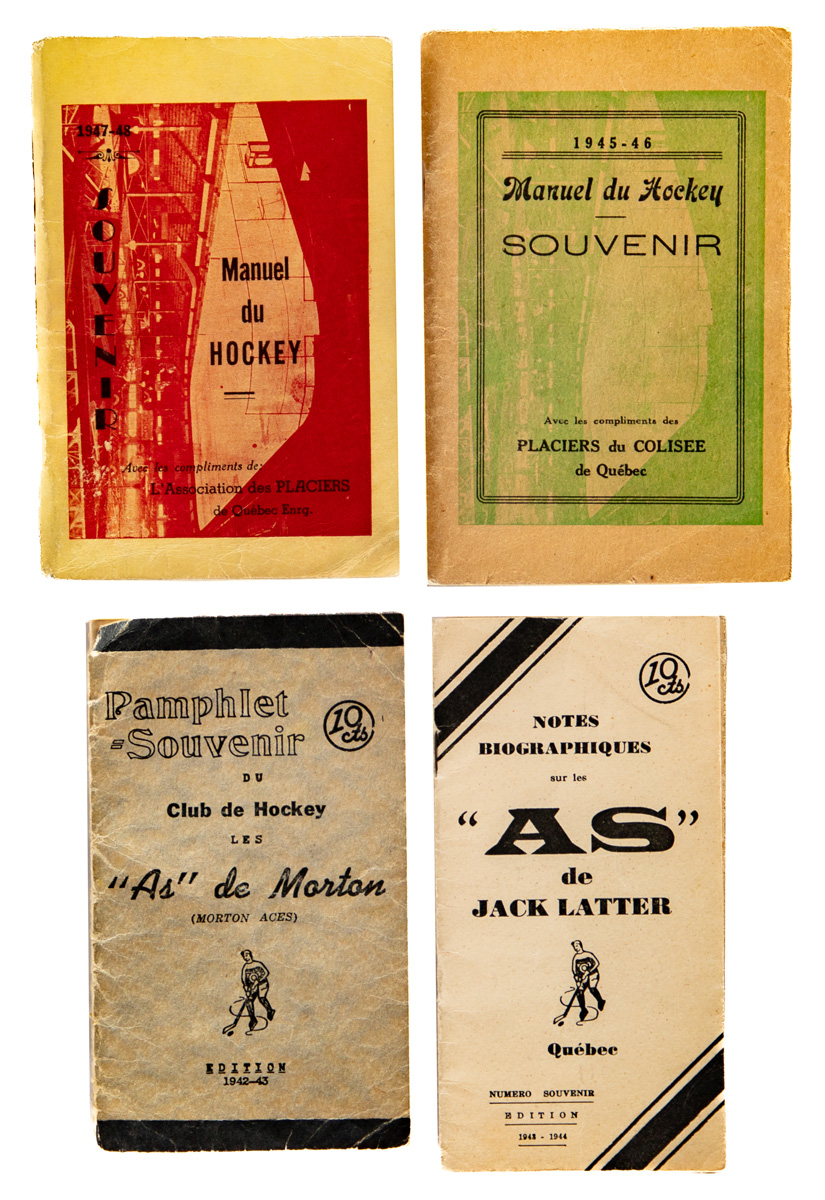 1947-48
SOUVENIR
Manuel
du
HOCKEY
Avec les compliments de:
L'Association des PLACIERS
de Québec Enrg.
1945-46
Manuel du Hockey
SOUVENIR
Avec les compliments des
PLACIERS du COLISEE
de Québec
Pamphlet
=Souvenir
10
cts
DU
Club de Hockey
LES
"As" de Morton
(MORTON ACES)
EDITION
1942-43
10
cts
NOTES
BIOGRAPHIQUES
sur les
"AS"
de
JACK LATTER
Québec
NUMERO SOUVENIR
EDITION
1943 - 1944